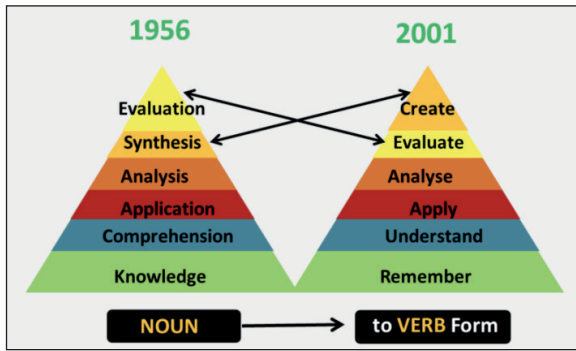 1956
2001
Evaluation
Create
Synthesis
Evaluate
Analysis
Analyse
Application
Apply
Comprehension
Understand
Knowledge
Remember
NOUN
to VERB Form